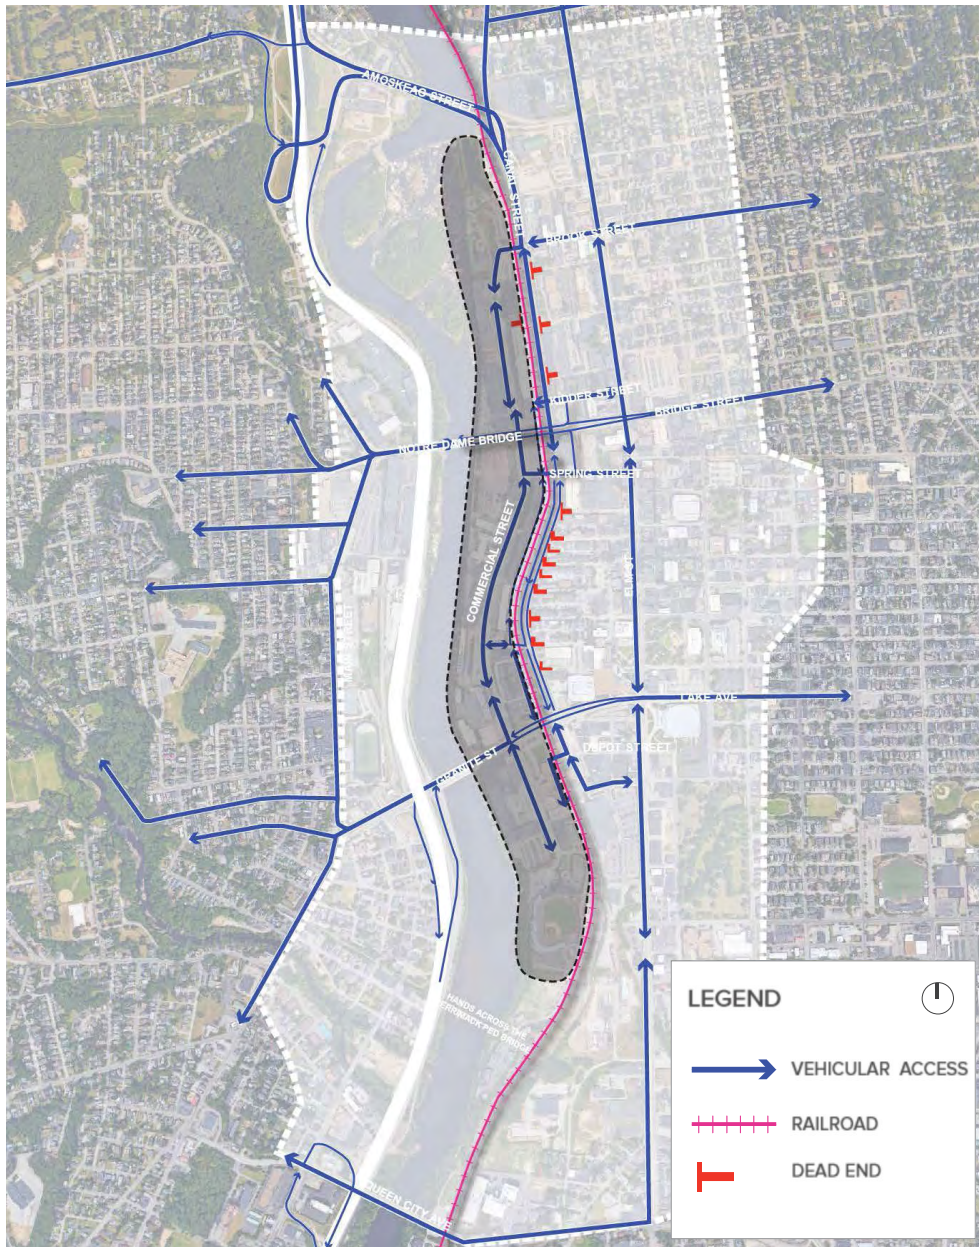 AMOSKEAG STREET
CANAL STREET
BROOK STREET
KIDDER STREET
BRIDGE STREET
NOTRE DAME BRIDGE
SPRING STREET
COMMERCIAL STREET
ELM ST
LAKE AVE
DEPOT STREET
GRANITE ST
HANDS ACROSS THE
MERRIMACK PED BRIDGE
QUEEN CITY AVE
LEGEND
VEHICULAR ACCESS
RAILROAD
DEAD END